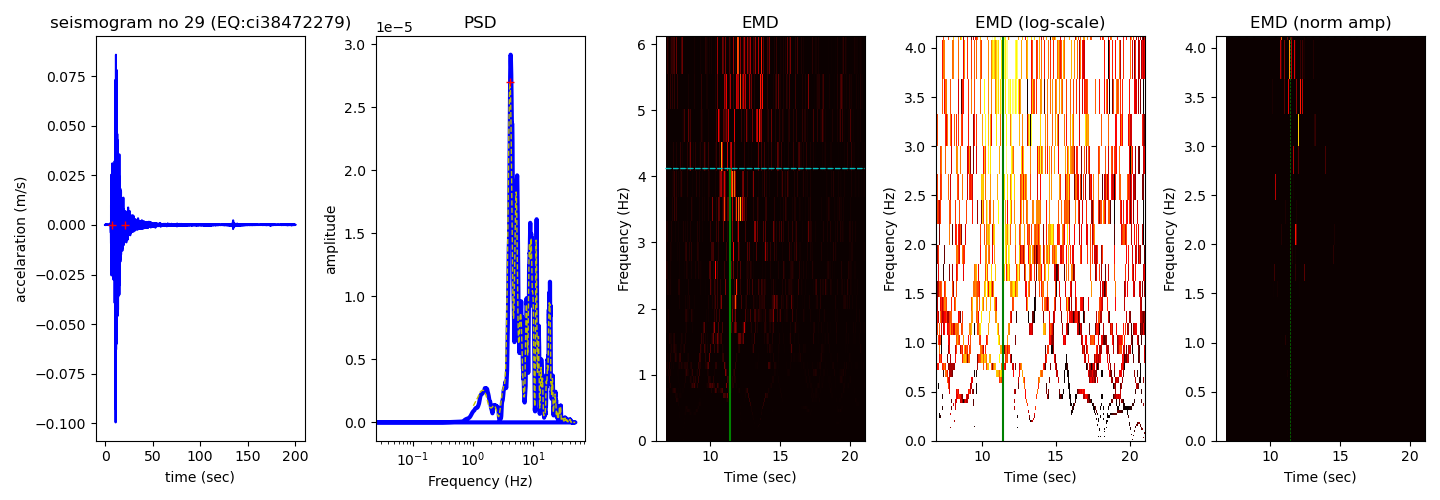 seismogram no 29 (EQ:ci38472279)
accelaration (m/s)
0.075
0.050
0.025
0.000
−0.025
−0.050
−0.075
−0.100
0 50 100 150 200
time (sec)
PSD
1e−5
amplitude
3.0
2.5
2.0
1.5
1.0
0.5
0.0
10⁻¹ 10⁰ 10¹
Frequency (Hz)
EMD
Frequency (Hz)
6
5
4
3
2
1
0
10 15 20
Time (sec)
EMD (log-scale)
Frequency (Hz)
4.0
3.5
3.0
2.5
2.0
1.5
1.0
0.5
0.0
10 15 20
Time (sec)
EMD (norm amp)
Frequency (Hz)
4.0
3.5
3.0
2.5
2.0
1.5
1.0
0.5
0.0
10 15 20
Time (sec)